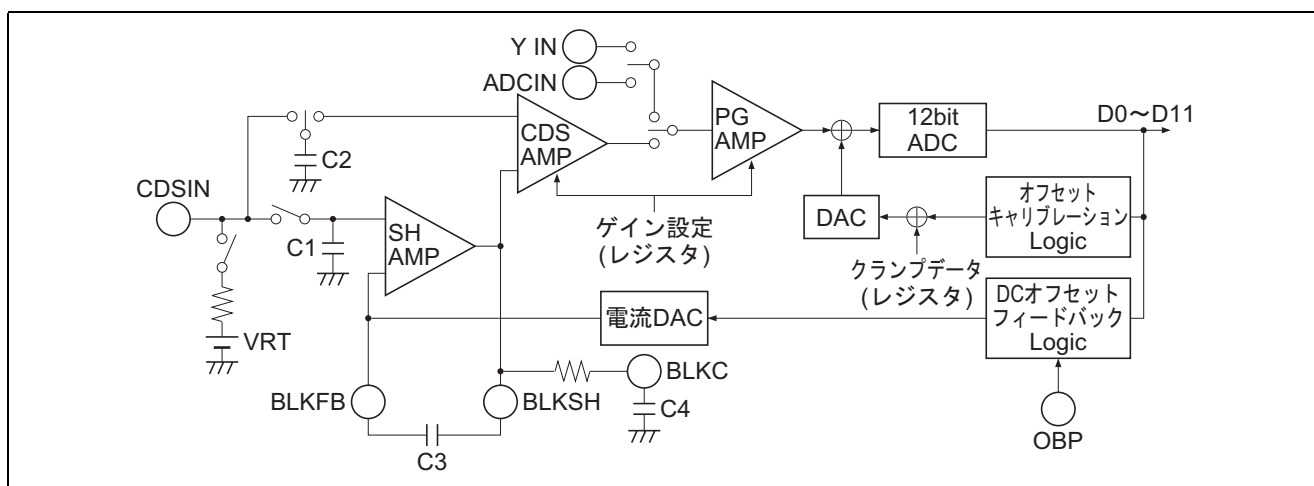 Y IN
ADCIN
CDS
AMP
PG
AMP
12bit
ADC
D0～D11
C2
CDSIN
C1
SH
AMP
ゲイン設定
(レジスタ)
DAC
オフセット
キャリブレーション
Logic
クランプデータ
(レジスタ)
VRT
電流DAC
DCオフセット
フィードバック
Logic
BLKFB
BLKSH
BLKC
C4
C3
OBP